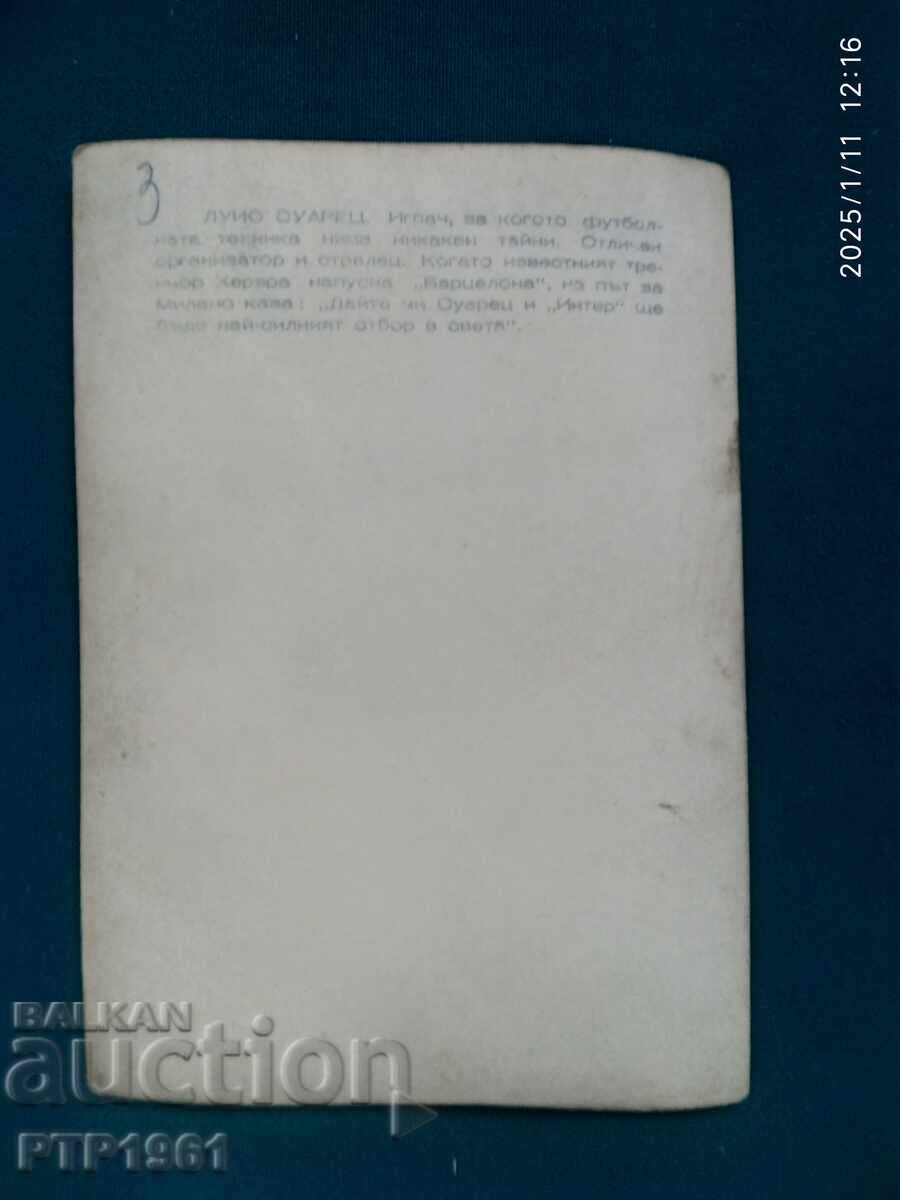 3
ЛУИС СУАРЕЦ. Играч, за когото футбол-
ната техника няма никакви тайни. Отличен
организатор и стрелец. Когато известният тре-
ньор Херера напусна „Барцелона“, на път за
Милано каза: „Дайте ми Суарец и „Интер“ ще
бъде най-силният отбор в света“.
2025/1/11 12:16
BALKAN
auction
PTP1961